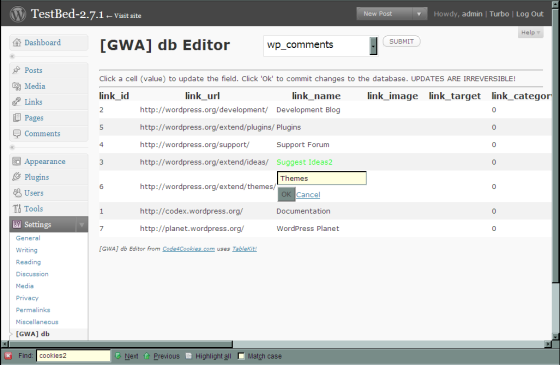 TestBed-2.7.1 ← Visit site
New Post
Howdy, admin | Turbo | Log Out
Help
Dashboard
Posts
Media
Links
Pages
Comments
Appearance
Plugins
Users
Tools
Settings
General
Writing
Reading
Discussion
Media
Privacy
Permalinks
Miscellaneous
[GWA] db
[GWA] db Editor
wp_comments
SUBMIT
Click a cell (value) to update the field. Click 'Ok' to commit changes to the database. UPDATES ARE IRREVERSIBLE!
link_id link_url link_name link_image link_target link_categor
2 http://wordpress.org/development/ Development Blog 0
5 http://wordpress.org/extend/plugins/ Plugins 0
4 http://wordpress.org/support/ Support Forum 0
3 http://wordpress.org/extend/ideas/ Suggest Ideas2 0
6 http://wordpress.org/extend/themes/ Themes 0
OK Cancel
1 http://codex.wordpress.org/ Documentation 0
7 http://planet.wordpress.org/ WordPress Planet 0
[GWA] db Editor from Code4Cookies.com uses TableKit!
Find: cookies2 Next Previous Highlight all Match case